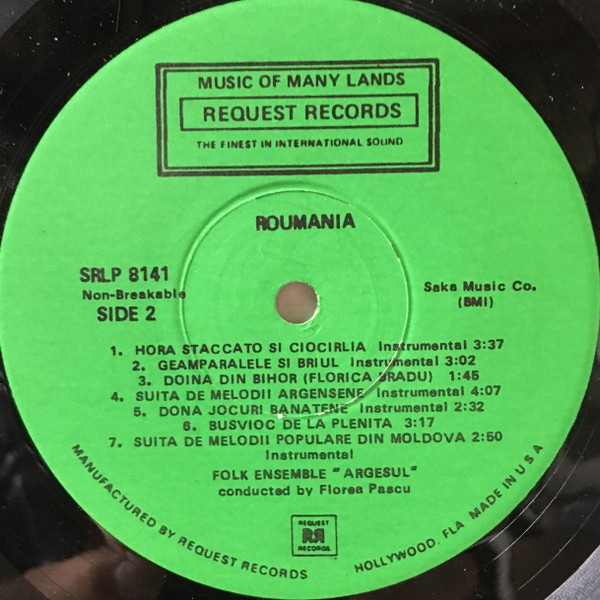 MUSIC OF MANY LANDS
REQUEST RECORDS
THE FINEST IN INTERNATIONAL SOUND
ROUMANIA
SRLP 8141
Non-Breakable
SIDE 2
Saka Music Co.
(BMI)
1. HORA STACCATO SI CIOCIRLIA Instrumental 3:37
2. GEAMPARALELE SI BRIUL Instrumental 3:02
3. DOINA DIN BIHOR (FLORICA BRADU) 1:45
4. SUITA DE MELODII ARGENSENE Instrumental 4:07
5. DONA JOCURI BANATENE Instrumental 2:32
6. BUSVIOC DE LA PLENITA 3:17
7. SUITA DE MELODII POPULARE DIN MOLDOVA 2:50
Instrumental
FOLK ENSEMBLE "ARGESUL"
conducted by Florea Pascu
REQUEST
RR
RECORDS
MANUFACTURED BY REQUEST RECORDS HOLLYWOOD. FLA MADE IN U S A